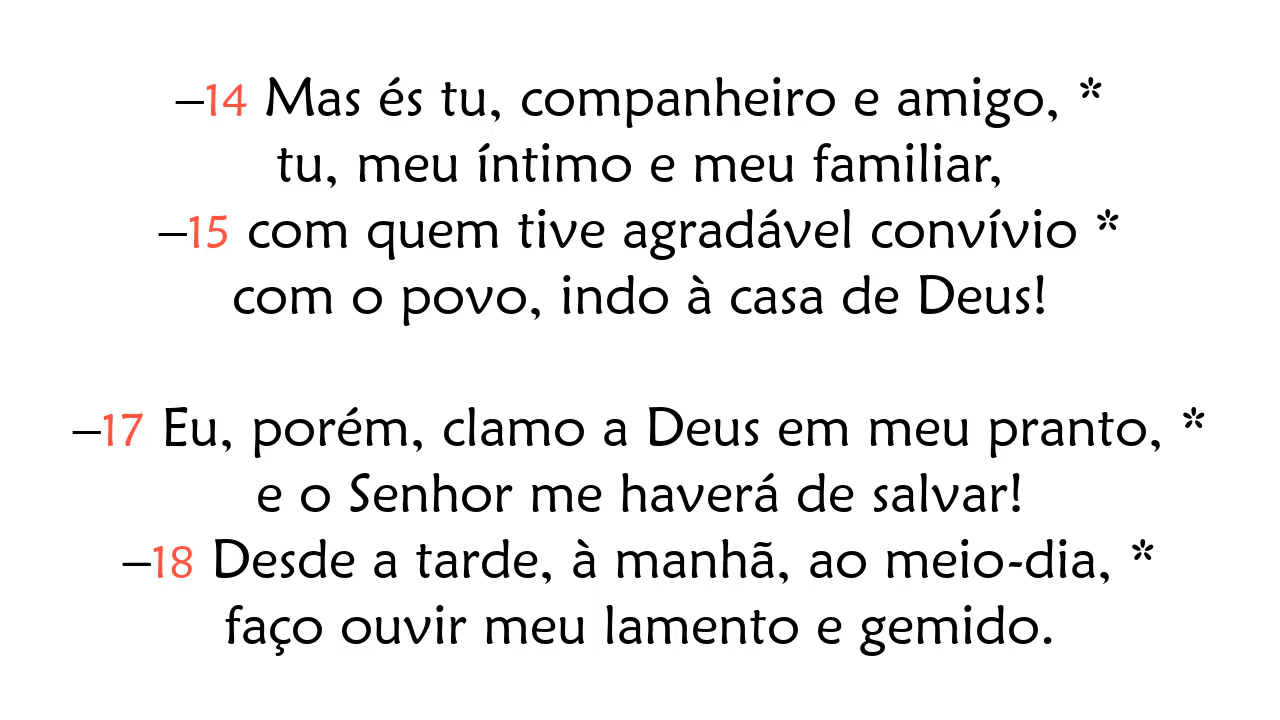 –14 Mas és tu, companheiro e amigo, *
tu, meu íntimo e meu familiar,
–15 com quem tive agradável convívio *
com o povo, indo à casa de Deus!
–17 Eu, porém, clamo a Deus em meu pranto, *
e o Senhor me haverá de salvar!
–18 Desde a tarde, à manhã, ao meio-dia, *
faço ouvir meu lamento e gemido.